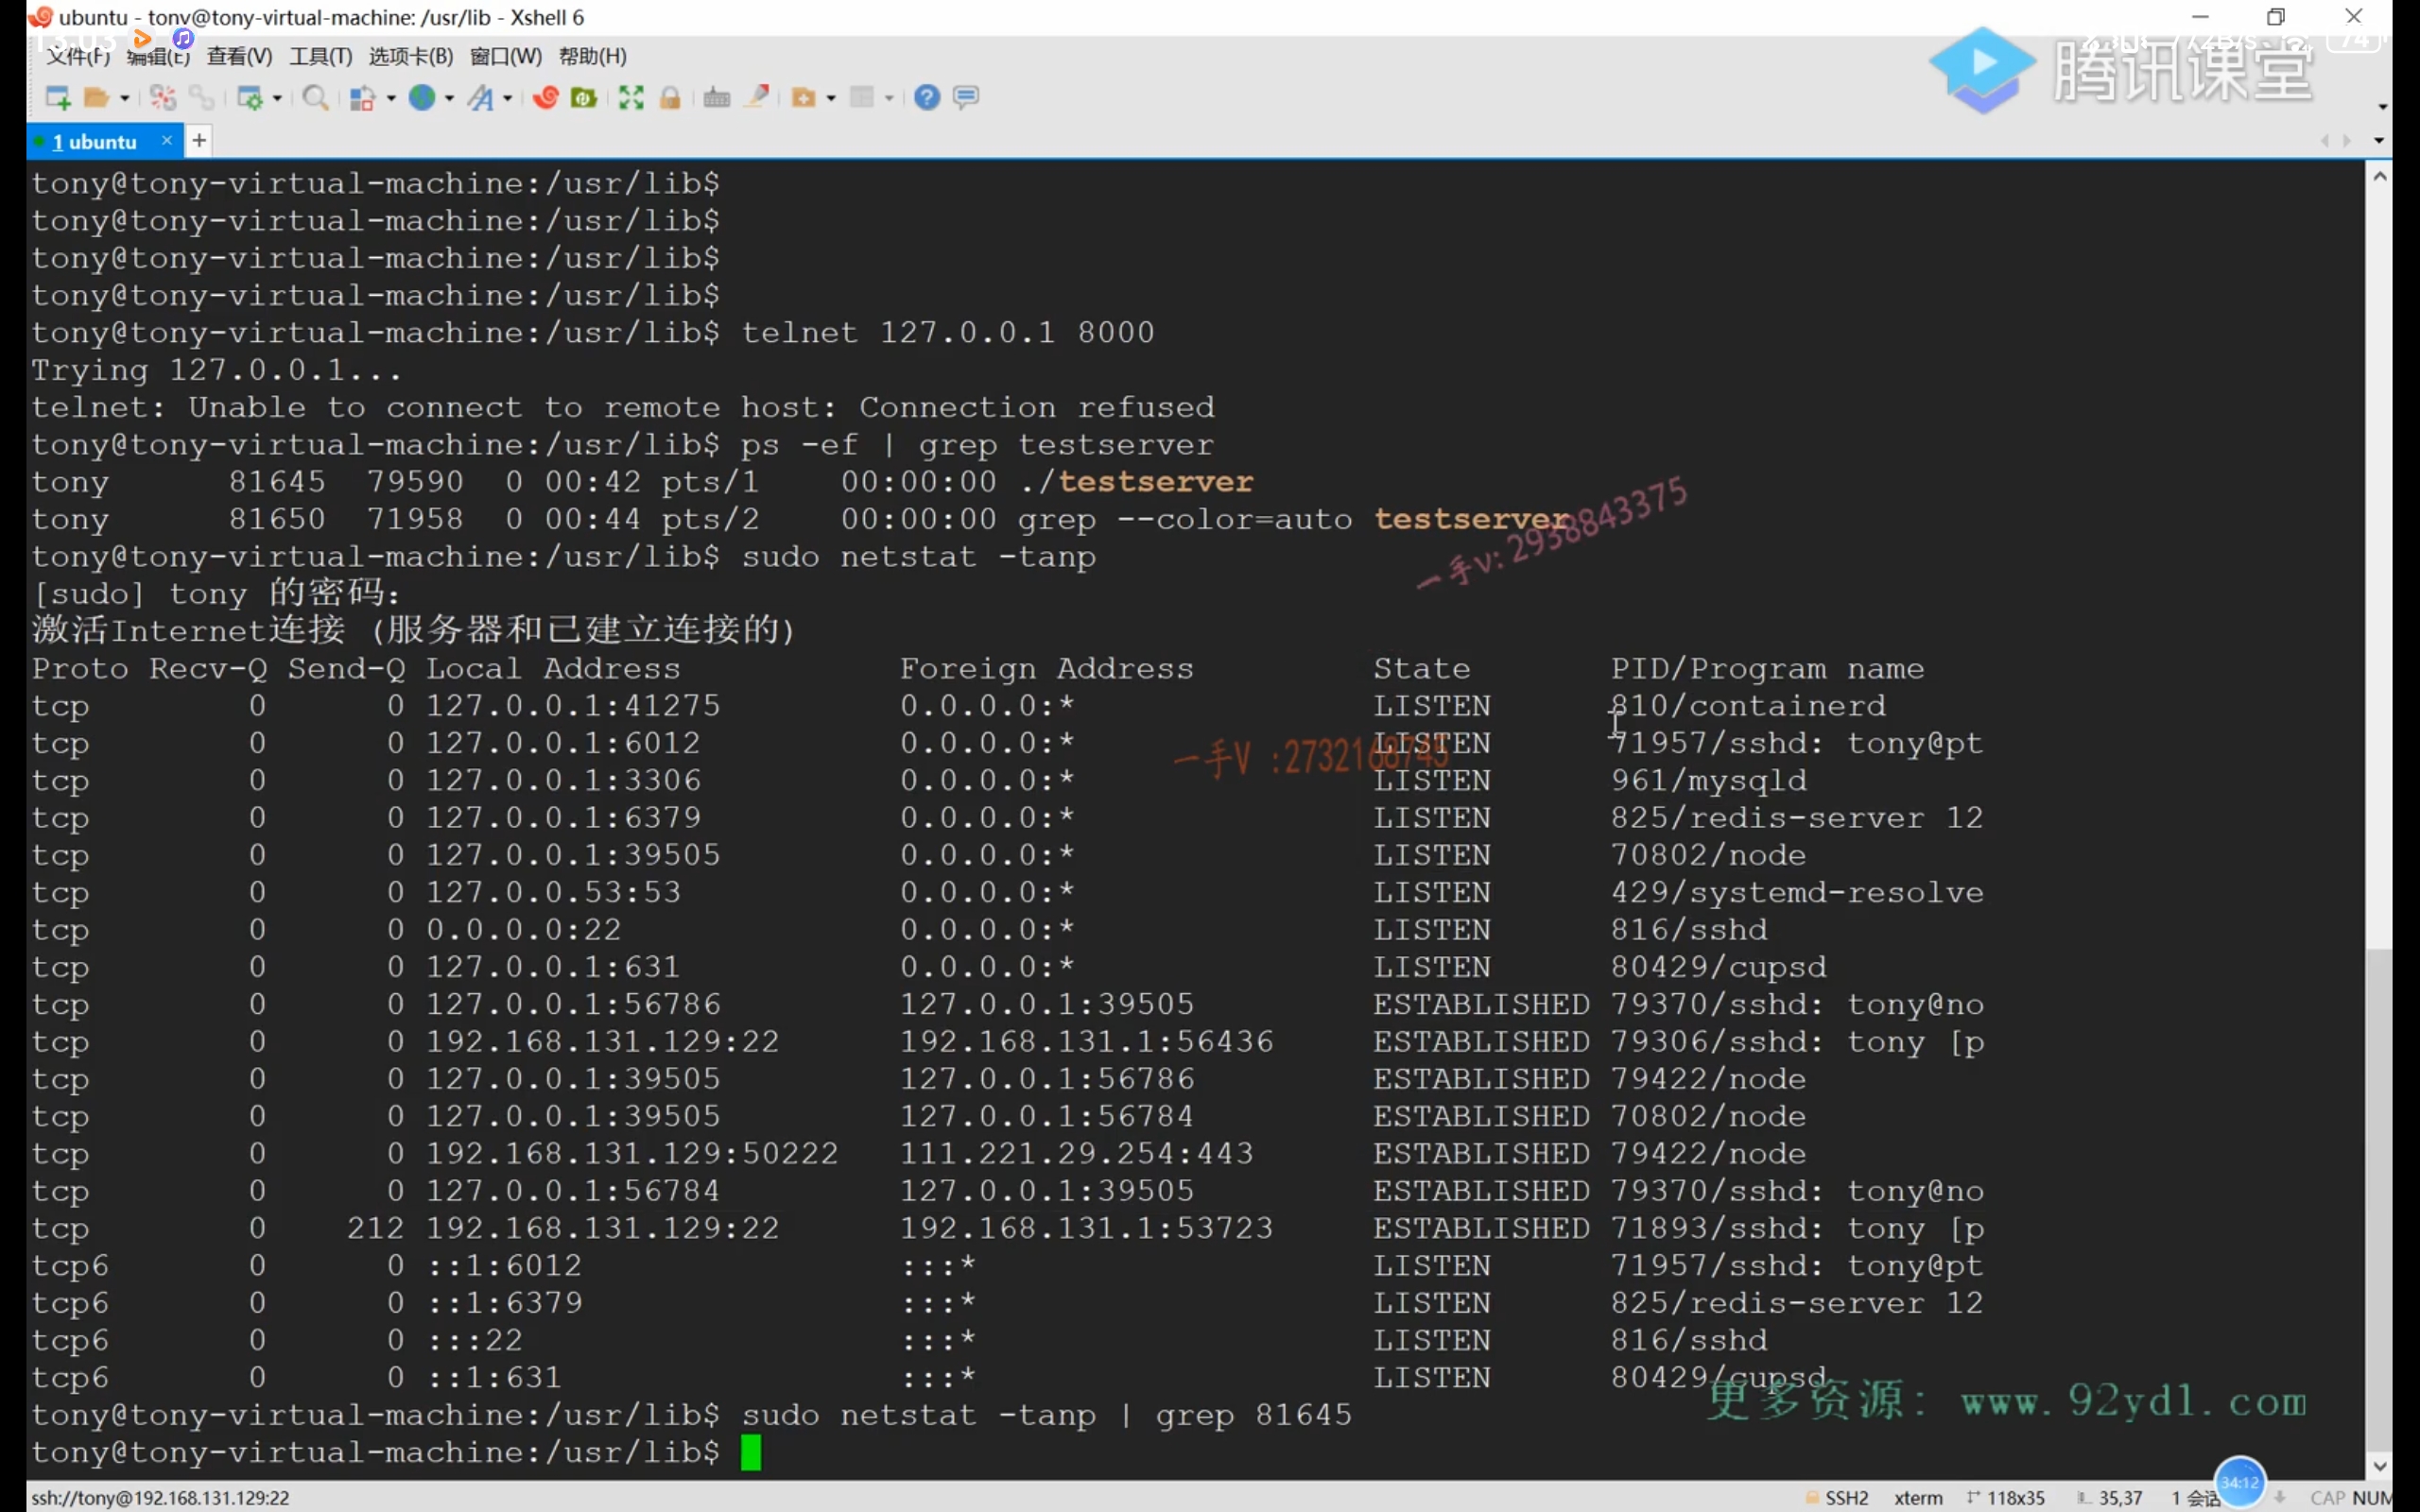 ubuntu - tony@tony-virtual-machine: /usr/lib - Xshell 6
13:03
文件(F) 编辑(E) 查看(V) 工具(T) 选项卡(B) 窗口(W) 帮助(H)
腾讯课堂
1 ubuntu × +
tony@tony-virtual-machine:/usr/lib$
tony@tony-virtual-machine:/usr/lib$
tony@tony-virtual-machine:/usr/lib$
tony@tony-virtual-machine:/usr/lib$
tony@tony-virtual-machine:/usr/lib$ telnet 127.0.0.1 8000
Trying 127.0.0.1...
telnet: Unable to connect to remote host: Connection refused
tony@tony-virtual-machine:/usr/lib$ ps -ef | grep testserver
tony 81645 79590 0 00:42 pts/1 00:00:00 ./testserver
tony 81650 71958 0 00:44 pts/2 00:00:00 grep --color=auto testserver
一手V: 2938843375
tony@tony-virtual-machine:/usr/lib$ sudo netstat -tanp
[sudo] tony 的密码：
激活Internet连接 (服务器和已建立连接的)
Proto Recv-Q Send-Q Local Address Foreign Address State PID/Program name
tcp 0 0 127.0.0.1:41275 0.0.0.0:* LISTEN 810/containerd
tcp 0 0 127.0.0.1:6012 0.0.0.0:* LISTEN 71957/sshd: tony@pt
一手V :2732168745
tcp 0 0 127.0.0.1:3306 0.0.0.0:* LISTEN 961/mysqld
tcp 0 0 127.0.0.1:6379 0.0.0.0:* LISTEN 825/redis-server 12
tcp 0 0 127.0.0.1:39505 0.0.0.0:* LISTEN 70802/node
tcp 0 0 127.0.0.53:53 0.0.0.0:* LISTEN 429/systemd-resolve
tcp 0 0 0.0.0.0:22 0.0.0.0:* LISTEN 816/sshd
tcp 0 0 127.0.0.1:631 0.0.0.0:* LISTEN 80429/cupsd
tcp 0 0 127.0.0.1:56786 127.0.0.1:39505 ESTABLISHED 79370/sshd: tony@no
tcp 0 0 192.168.131.129:22 192.168.131.1:56436 ESTABLISHED 79306/sshd: tony [p
tcp 0 0 127.0.0.1:39505 127.0.0.1:56786 ESTABLISHED 79422/node
tcp 0 0 127.0.0.1:39505 127.0.0.1:56784 ESTABLISHED 70802/node
tcp 0 0 192.168.131.129:50222 111.221.29.254:443 ESTABLISHED 79422/node
tcp 0 0 127.0.0.1:56784 127.0.0.1:39505 ESTABLISHED 79370/sshd: tony@no
tcp 0 212 192.168.131.129:22 192.168.131.1:53723 ESTABLISHED 71893/sshd: tony [p
tcp6 0 0 ::1:6012 :::* LISTEN 71957/sshd: tony@pt
tcp6 0 0 ::1:6379 :::* LISTEN 825/redis-server 12
tcp6 0 0 :::22 :::* LISTEN 816/sshd
tcp6 0 0 ::1:631 :::* LISTEN 80429/cupsd
更多资源: www.92ydl.com
tony@tony-virtual-machine:/usr/lib$ sudo netstat -tanp | grep 81645
tony@tony-virtual-machine:/usr/lib$
34:12
ssh://tony@192.168.131.129:22 SSH2 xterm 118x35 35,37 1 会话 CAP NUM